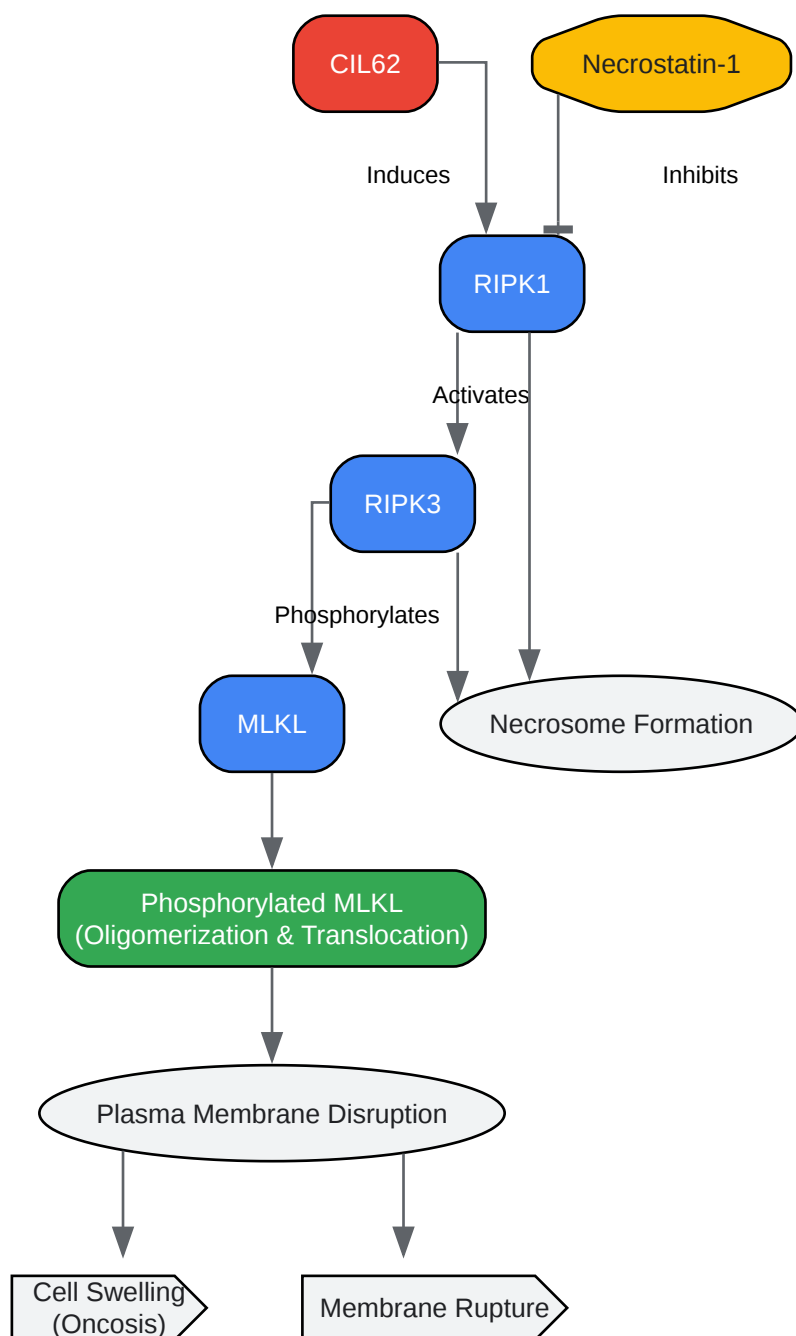 CIL62
Necrostatin-1
Induces
Inhibits
RIPK1
Activates
RIPK3
Phosphorylates
MLKL
Necrosome Formation
Phosphorylated MLKL
(Oligomerization & Translocation)
Plasma Membrane Disruption
Cell Swelling
(Oncosis)
Membrane Rupture